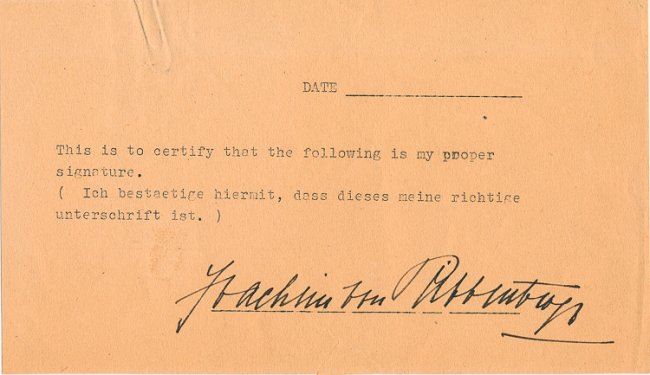 DATE
This is to certify that the following is my proper
signature.
( Ich bestaetige hiermit, dass dieses meine richtige
unterschrift ist. )
Joachim von Ribbentrop